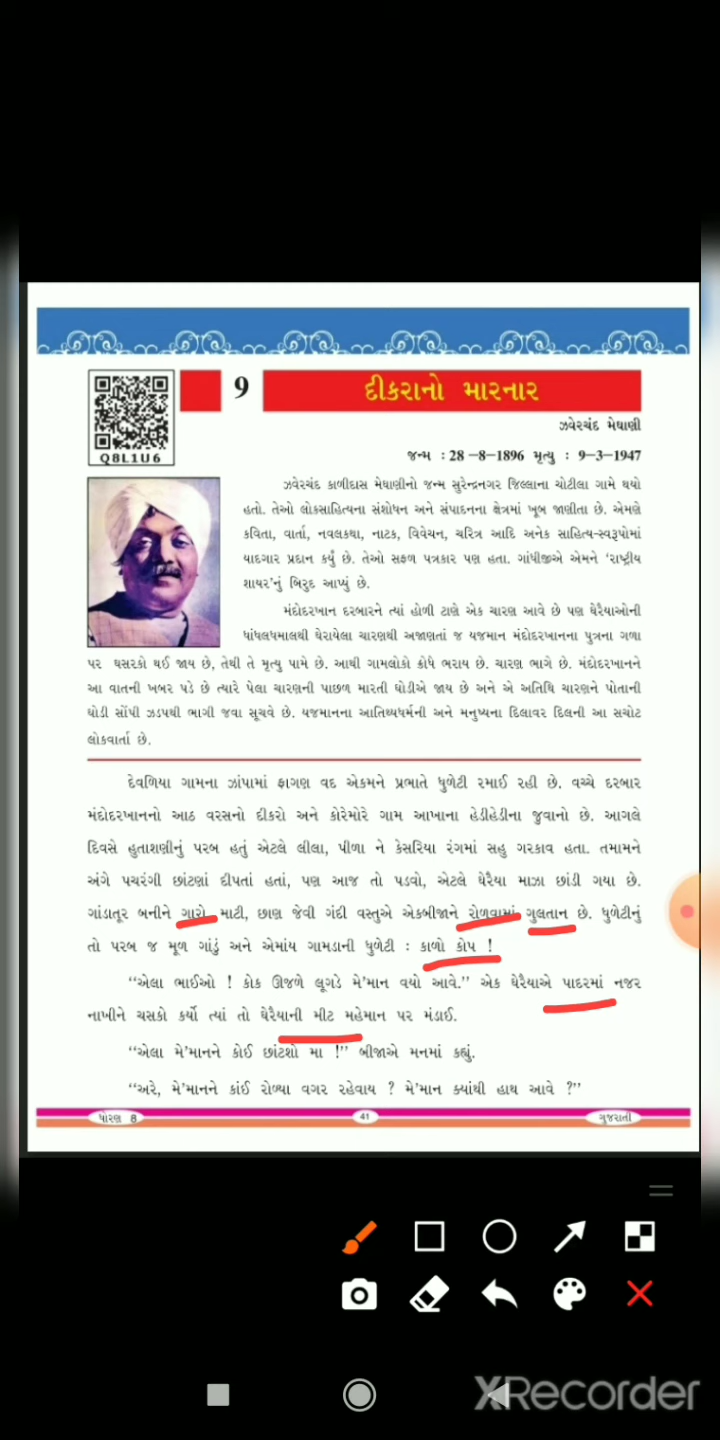 Q8L1U6
9
દીકરાનો મારનાર
ઝવેરચંદ મેઘાણી
જન્મ : 28 -8-1896 મૃત્યુ : 9-3-1947
ઝવેરચંદ કાળીદાસ મેઘાણીનો જન્મ સુરેન્દ્રનગર જિલ્લાના ચોટીલા ગામે થયો
હતો. તેઓ લોકસાહિત્યના સંશોધન અને સંપાદનના ક્ષેત્રમાં ખૂબ જાણીતા છે. એમણે
કવિતા, વાર્તા, નવલકથા, નાટક, વિવેચન, ચરિત્ર આદિ અનેક સાહિત્ય-સ્વરૂપોમાં
યાદગાર પ્રદાન કર્યું છે. તેઓ સફળ પત્રકાર પણ હતા. ગાંધીજીએ એમને ‘રાષ્ટ્રીય
શાયર’નું બિરુદ આપ્યું છે.
મંદોદરખાન દરબારને ત્યાં હોળી ટાણે એક ચારણ આવે છે પણ ઘેરૈયાઓની
ધાંધલધમાલથી ઘેરાયેલા ચારણથી અજાણતાં જ યજમાન મંદોદરખાનના પુત્રના ગળા
પર ઘસરકો થઈ જાય છે, તેથી તે મૃત્યુ પામે છે. આથી ગામલોકો ક્રોધે ભરાય છે. ચારણ ભાગે છે. મંદોદરખાનને
આ વાતની ખબર પડે છે ત્યારે પેલા ચારણની પાછળ મારતી ઘોડીએ જાય છે અને એ અતિથિ ચારણને પોતાની
ઘોડી સોંપી ઝડપથી ભાગી જવા સૂચવે છે. યજમાનના આતિથ્યધર્મની અને મનુષ્યના દિલાવર દિલની આ સચોટ
લોકવાર્તા છે.
દેવળિયા ગામના ઝાંપામાં ફાગણ વદ એકમને પ્રભાતે ધુળેટી રમાઈ રહી છે. વચ્ચે દરબાર
મંદોદરખાનનો આઠ વરસનો દીકરો અને કોરેમોરે ગામ આખાના હેડીહેડીના જુવાનો છે. આગલે
દિવસે હુતાશણીનું પરબ હતું એટલે લીલા, પીળા ને કેસરિયા રંગમાં સહુ ગરકાવ હતા. તમામને
અંગે પચરંગી છાંટણાં દીપતાં હતાં, પણ આજ તો પડવો, એટલે ઘેરૈયા માઝા છાંડી ગયા છે.
ગાંડાતૂર બનીને ગારો માટી, છાણ જેવી ગંદી વસ્તુએ એકબીજાને રોળવામાં ગુલતાન છે. ધુળેટીનું
તો પરબ જ મૂળ ગાંડું અને એમાંય ગામડાની ધુળેટી : કાળો કોપ !
“એલા ભાઈઓ ! કોક ઊજળે લૂગડે મે’માન વયો આવે.” એક ઘેરૈયાએ પાદરમાં નજર
નાખીને ચસકો કર્યો ત્યાં તો ઘેરૈયાની મીટ મહેમાન પર મંડાઈ.
“એલા મે’માનને કોઈ છાંટશો મા !” બીજાએ મનમાં કહ્યું.
“અરે, મે’માનને કાંઈ રોળ્યા વગર રહેવાય ? મે’માન ક્યાંથી હાથ આવે ?”
ધોરણ 8
41
ગુજરાતી
XRecorder